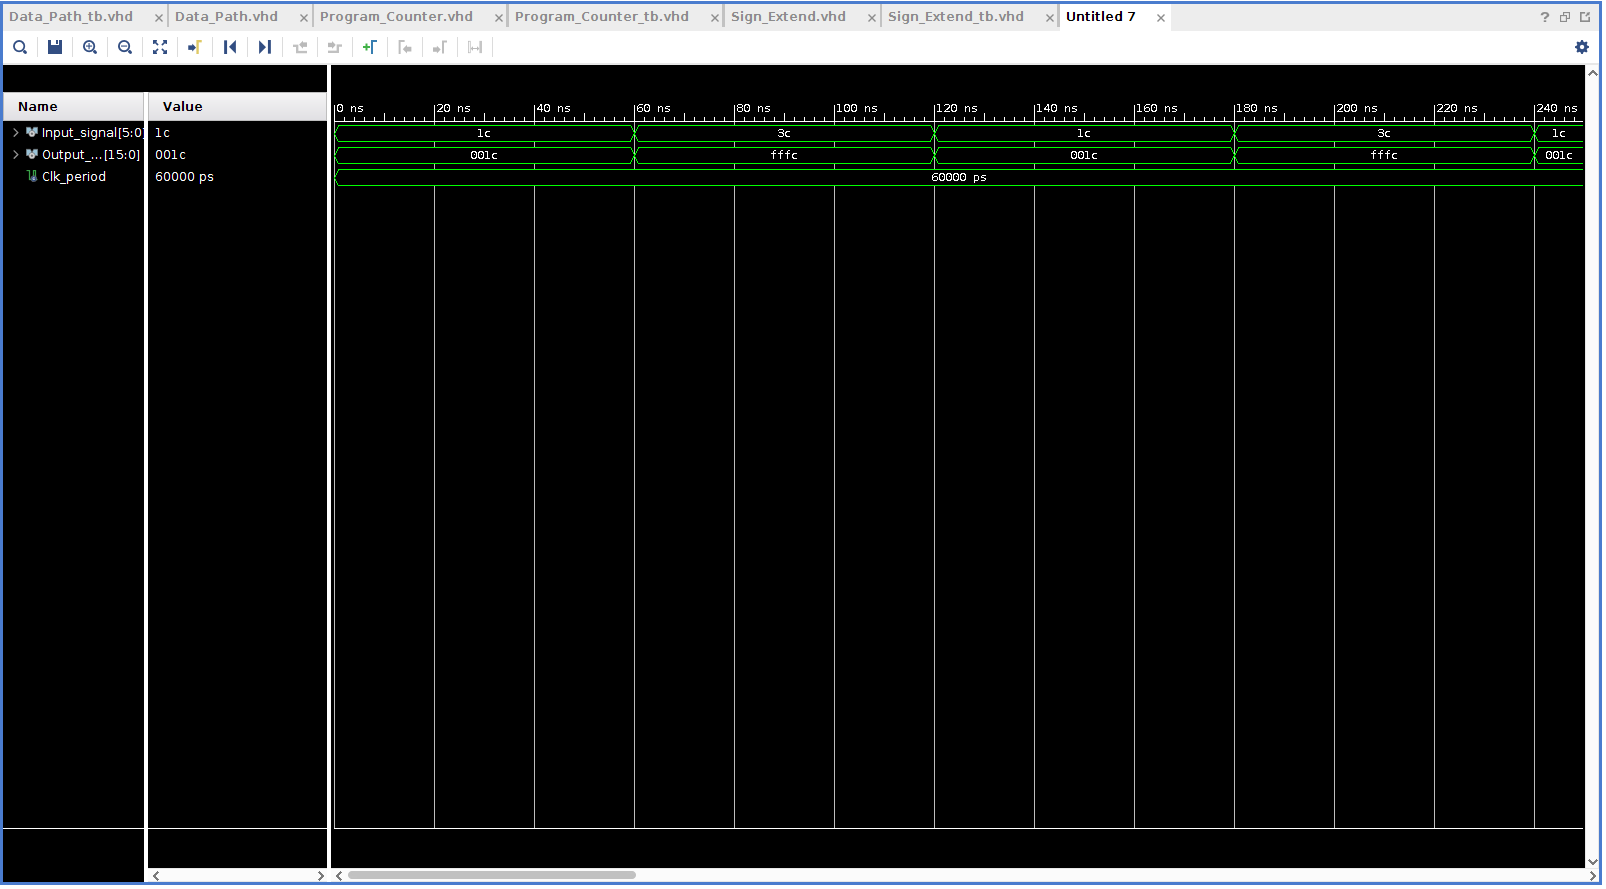 Data_Path_tb.vhd × Data_Path.vhd × Program_Counter.vhd × Program_Counter_tb.vhd × Sign_Extend.vhd × Sign_Extend_tb.vhd × Untitled 7 × ?
Name Value 0 ns 20 ns 40 ns 60 ns 80 ns 100 ns 120 ns 140 ns 160 ns 180 ns 200 ns 220 ns 240 ns
Input_signal[5:0] 1c 1c 3c 1c 3c 1c
Output_...[15:0] 001c 001c fffc 001c fffc 001c
Clk_period 60000 ps 60000 ps